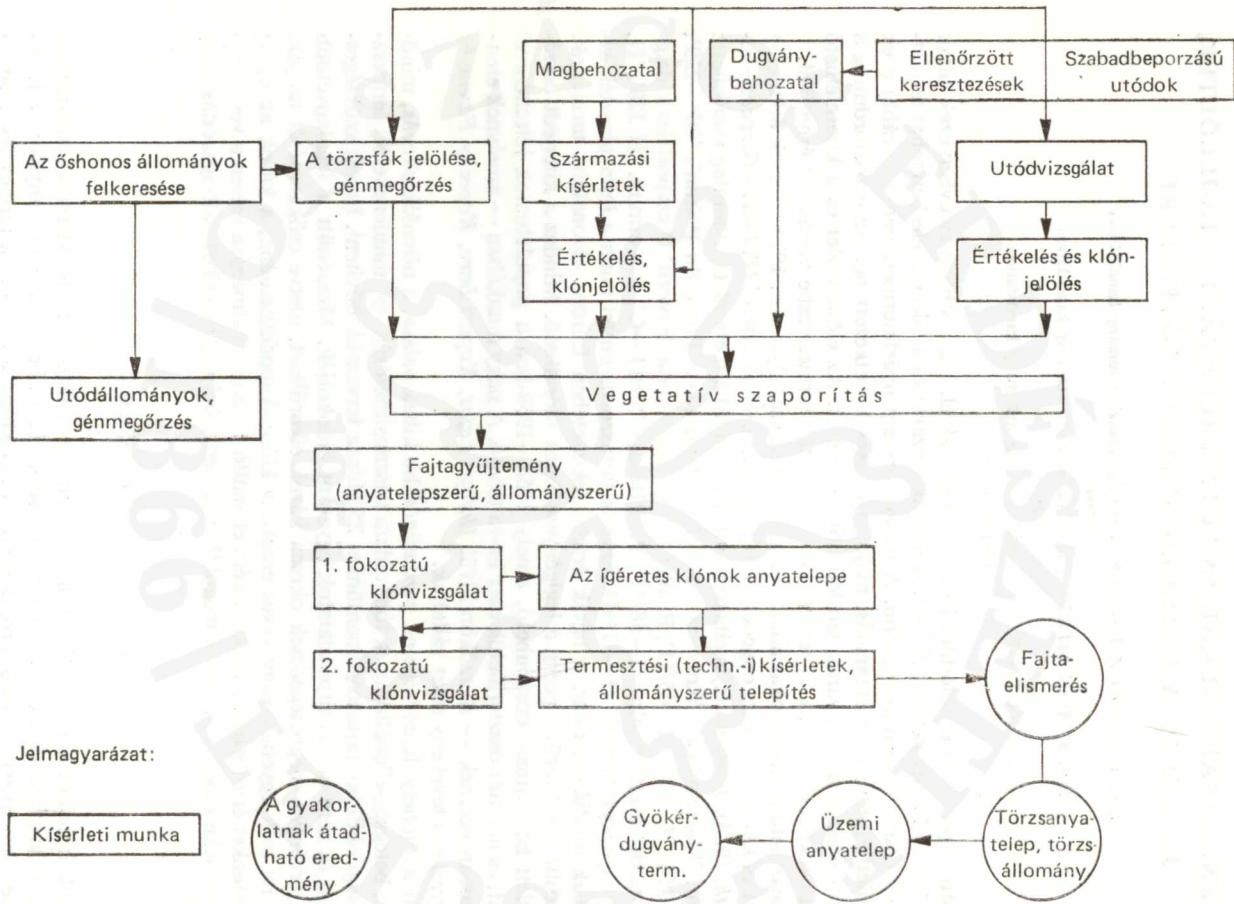 Magbehozatal
Dugvány-
behozatal
Ellenőrzött
keresztezések
Szabadbeporzású
utódok
Az őshonos állományok
felkeresése
A törzsfák jelölése,
génmegőrzés
Származási
kísérletek
Utódvizsgálat
Értékelés,
klónjelölés
Értékelés és klón-
jelölés
Utódállományok,
génmegőrzés
Vegetatív szaporítás
Fajtagyűjtemény
(anyatelepszerű, állományszerű)
1. fokozatú
klónvizsgálat
Az ígéretes klónok anyatelepe
2. fokozatú
klónvizsgálat
Termesztési (techn.-i) kísérletek,
állományszerű telepítés
Fajta-
elismerés
Jelmagyarázat:
Kísérleti munka
A gyakor-
latnak átad-
ható ered-
mény
Gyökér-
dugvány-
term.
Üzemi
anyatelep
Törzsanya-
telep, törzs-
állomány